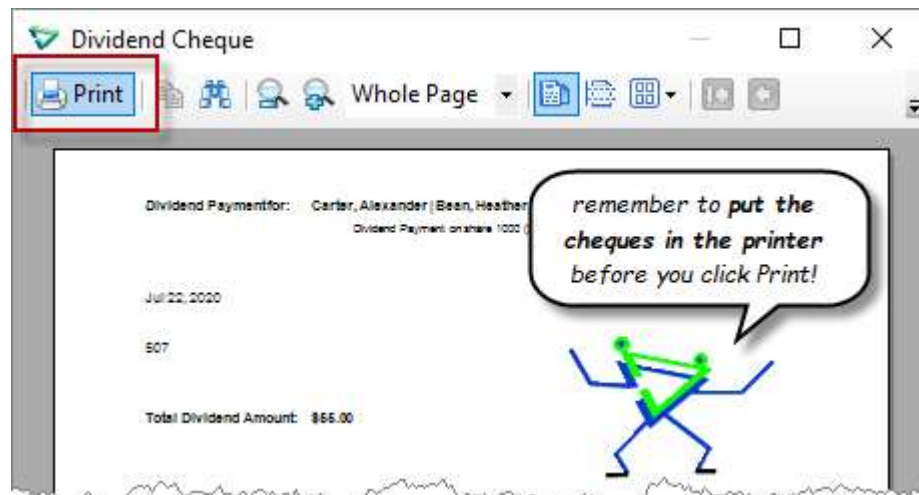 Dividend Cheque
Print
Whole Page
Dividend Paymentfor: Carter, Alexander | Bean, Heather
Dividend Payment on share 1000 (
remember to put the
cheques in the printer
before you click Print!
Jul 22, 2020
507
Total Dividend Amount: $55.00